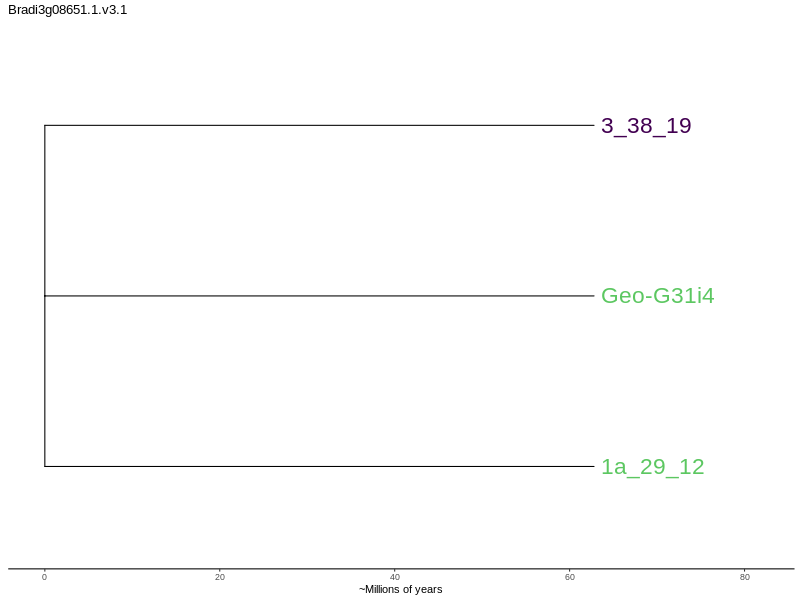 Bradi3g08651.1.v3.1
3_38_19
Geo-G31i4
1a_29_12
0 20 40 60 80
~Millions of years